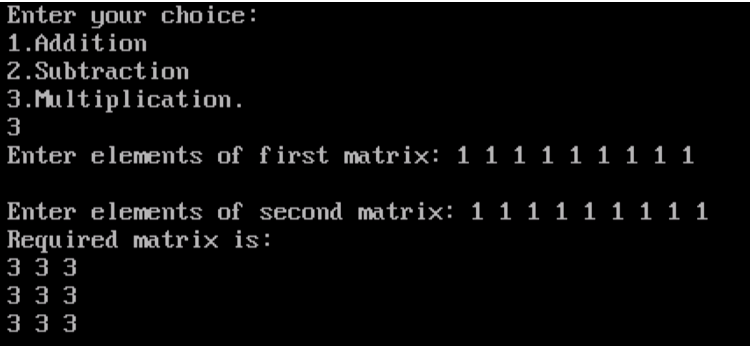 Enter your choice:
1.Addition
2.Subtraction
3.Multiplication.
3
Enter elements of first matrix: 1 1 1 1 1 1 1 1 1
Enter elements of second matrix: 1 1 1 1 1 1 1 1 1
Required matrix is:
3 3 3
3 3 3
3 3 3